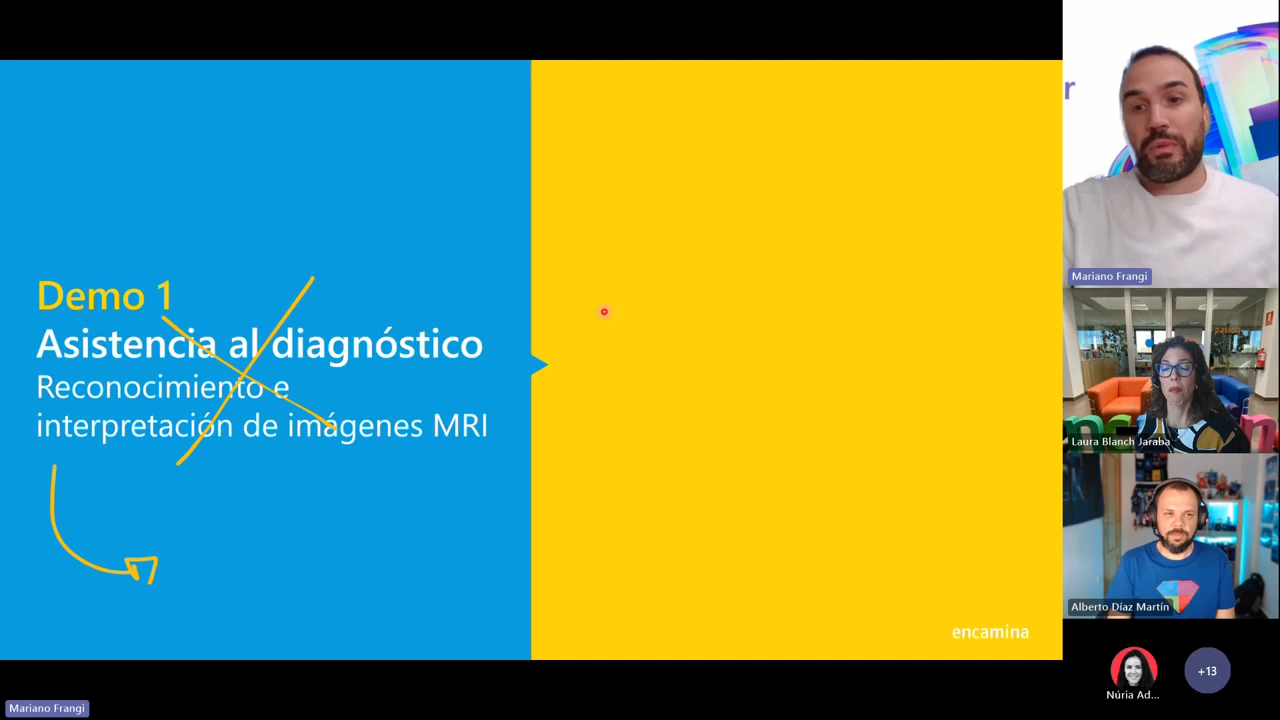 Demo 1
Asistencia al diagnóstico
Reconocimiento e
interpretación de imágenes MRI
encamina
r
Mariano Frangi
pasión
Laura Blanch Jaraba
Alberto Díaz Martín
Núria Ad...
+13
Mariano Frangi